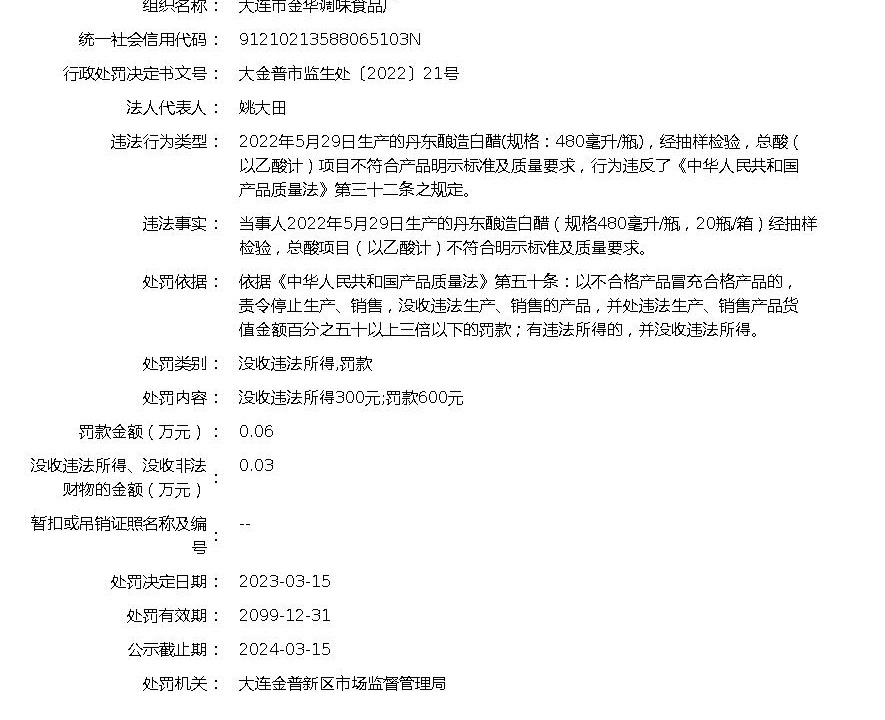 组织名称： 大连市金华调味食品厂
统一社会信用代码： 91210213588065103N
行政处罚决定书文号： 大金普市监生处〔2022〕21号
法人代表人： 姚大田
违法行为类型： 2022年5月29日生产的丹东酿造白醋(规格：480毫升/瓶)，经抽样检验，总酸（
以乙酸计）项目不符合产品明示标准及质量要求，行为违反了《中华人民共和国
产品质量法》第三十二条之规定。
违法事实： 当事人2022年5月29日生产的丹东酿造白醋（规格480毫升/瓶，20瓶/箱）经抽样
检验，总酸项目（以乙酸计）不符合明示标准及质量要求。
处罚依据： 依据《中华人民共和国产品质量法》第五十条：以不合格产品冒充合格产品的，
责令停止生产、销售，没收违法生产、销售的产品，并处违法生产、销售产品货
值金额百分之五十以上三倍以下的罚款；有违法所得的，并没收违法所得。
处罚类别： 没收违法所得,罚款
处罚内容： 没收违法所得300元;罚款600元
罚款金额（万元）： 0.06
没收违法所得、没收非法
财物的金额（万元）： 0.03
暂扣或吊销证照名称及编
号： --
处罚决定日期： 2023-03-15
处罚有效期： 2099-12-31
公示截止期： 2024-03-15
处罚机关： 大连金普新区市场监督管理局